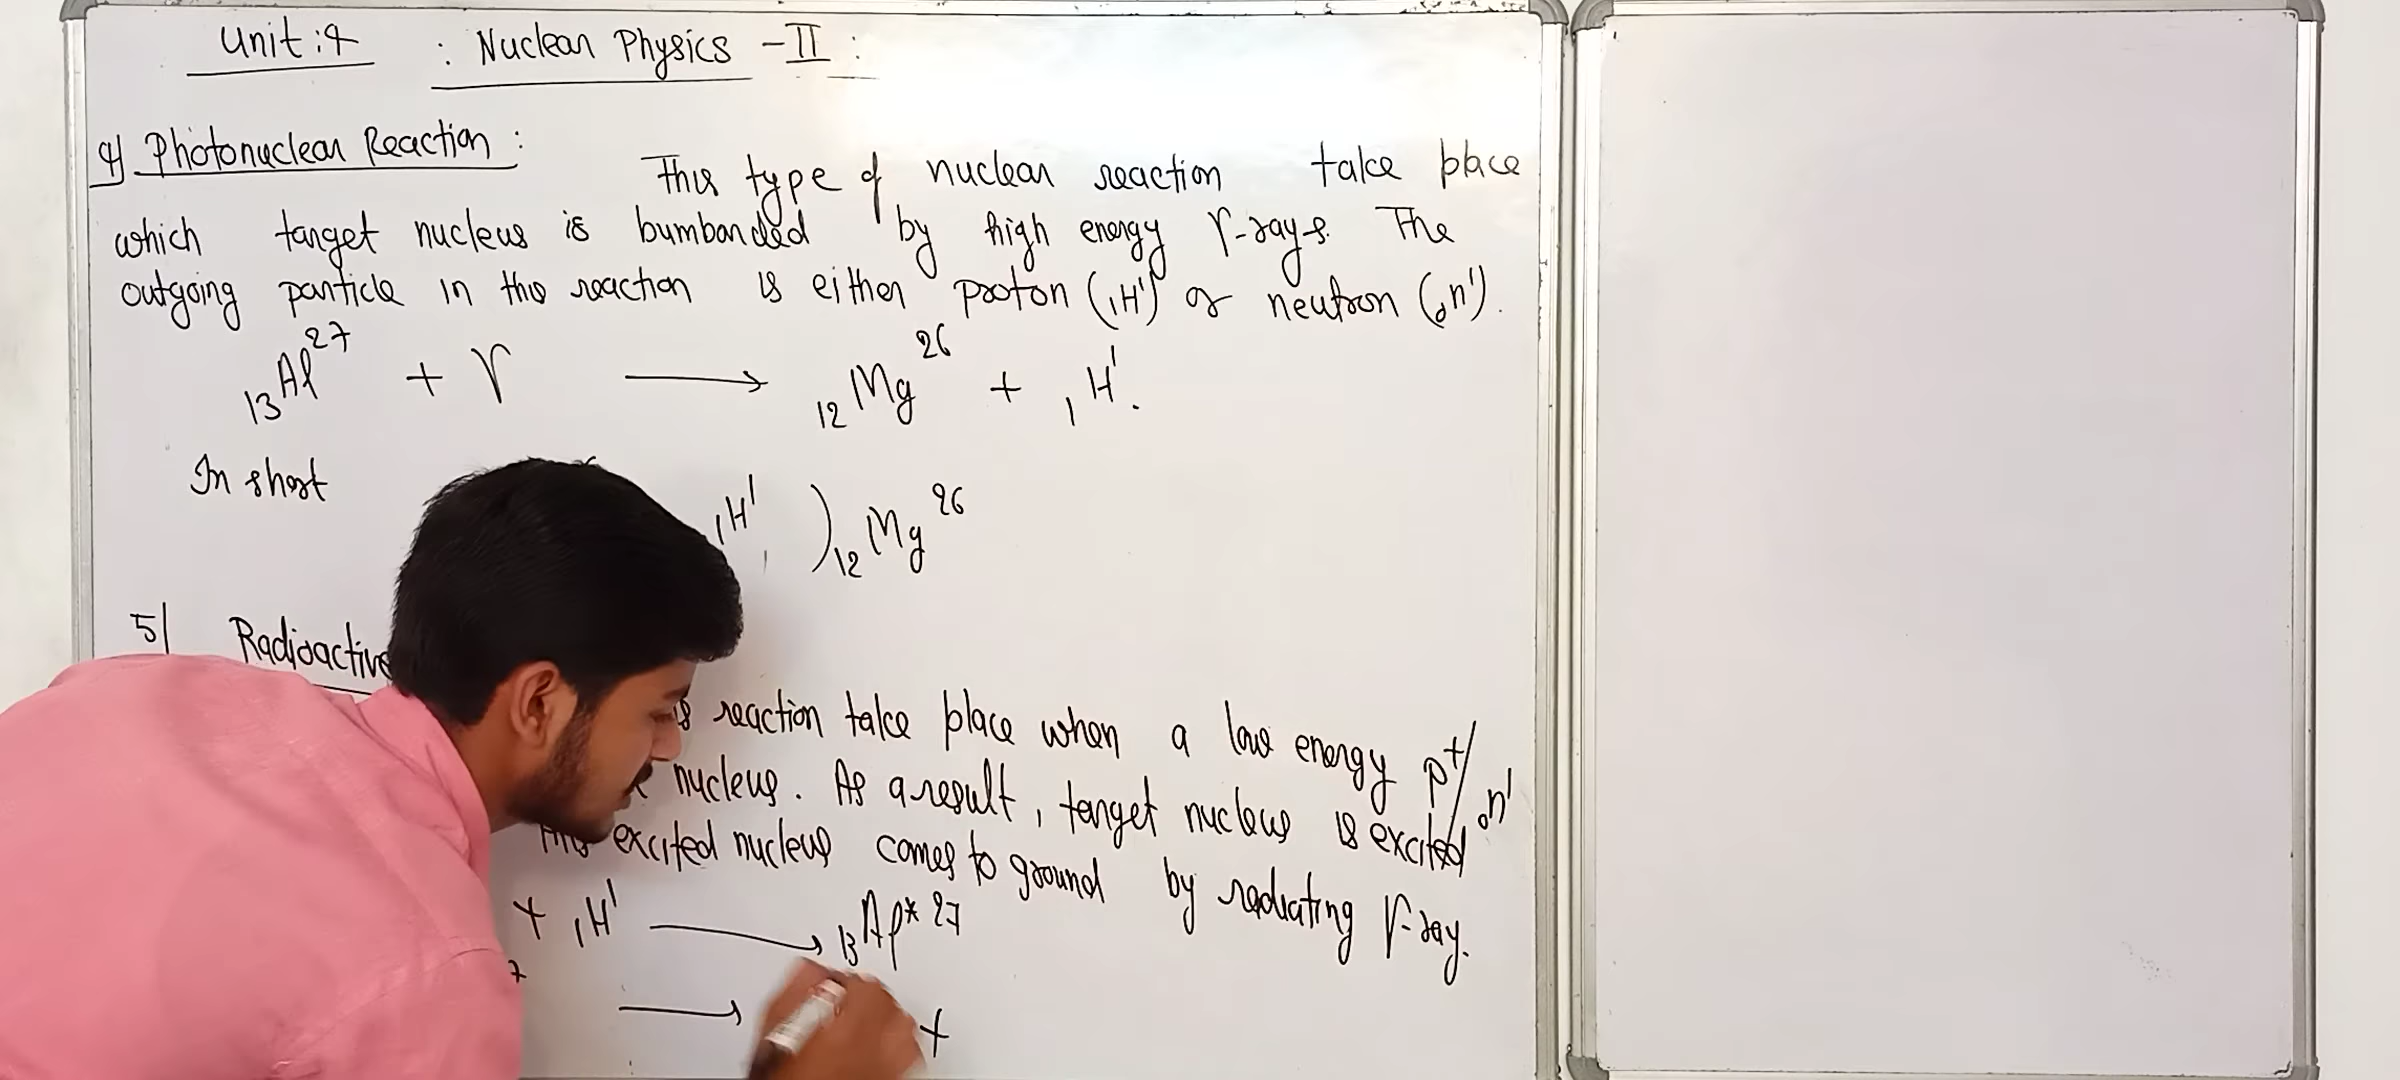 Unit:4 : Nuclear Physics -II :
4) Photonuclear Reaction :
This type of nuclear reaction take place
which target nucleus is bumbarded by high energy γ-rays. The
outgoing particle in this reaction is either proton (₁H¹) or neutron (₀n¹).
₁₃Al²⁷ + γ ⟶ ₁₂Mg²⁶ + ₁H¹.
In short
₁H¹ )₁₂Mg²⁶
5) Radioactive
reaction take place when a low energy p⁺/₀n¹
nucleus. As a result, target nucleus is excited
This excited nucleus comes to ground by radiating γ-ray.
+ ₁H¹ ⟶ ₁₃Al*²⁷
⟶ +